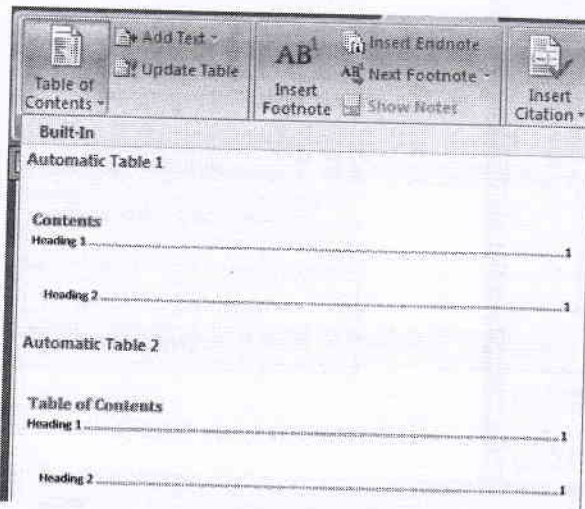 Add Text
Update Table
Table of
Contents
AB¹
Insert
Footnote
Insert Endnote
AB¹ Next Footnote
Show Notes
Insert
Citation
Built-In
Automatic Table 1
Contents
Heading 1 ........ 1
Heading 2 ........ 1
Automatic Table 2
Table of Contents
Heading 1 ........ 1
Heading 2 ........ 1